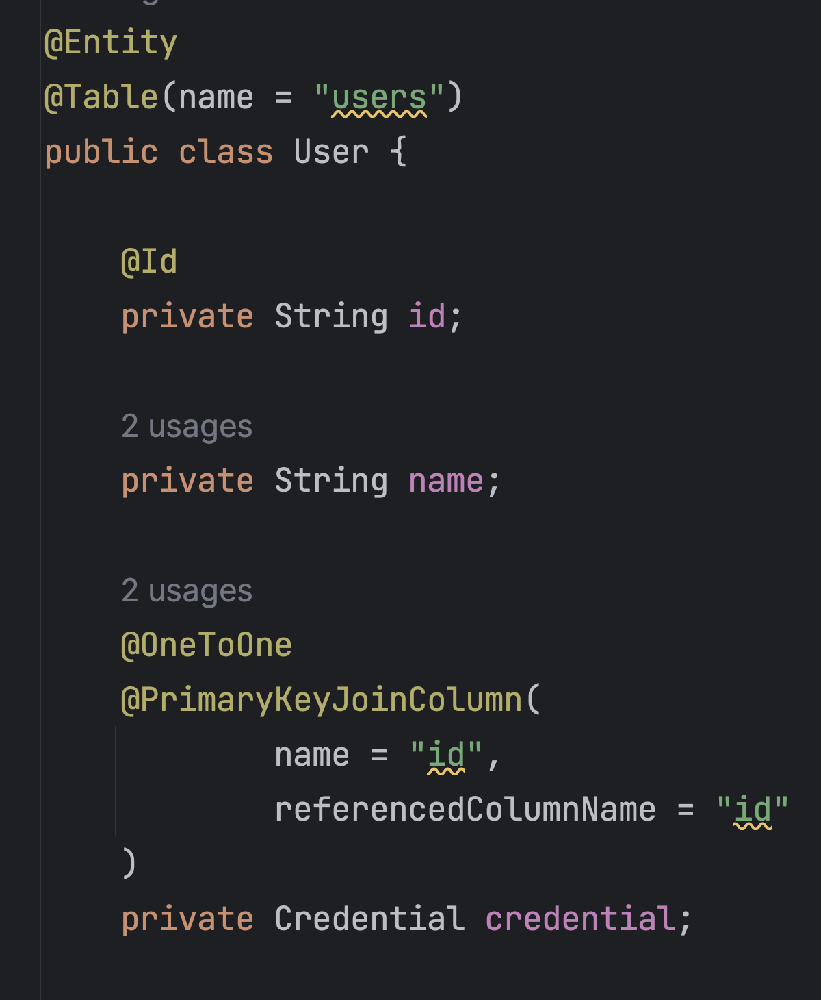 @Entity
@Table(name = "users")
public class User {
@Id
private String id;
2 usages
private String name;
2 usages
@OneToOne
@PrimaryKeyJoinColumn(
name = "id",
referencedColumnName = "id"
)
private Credential credential;